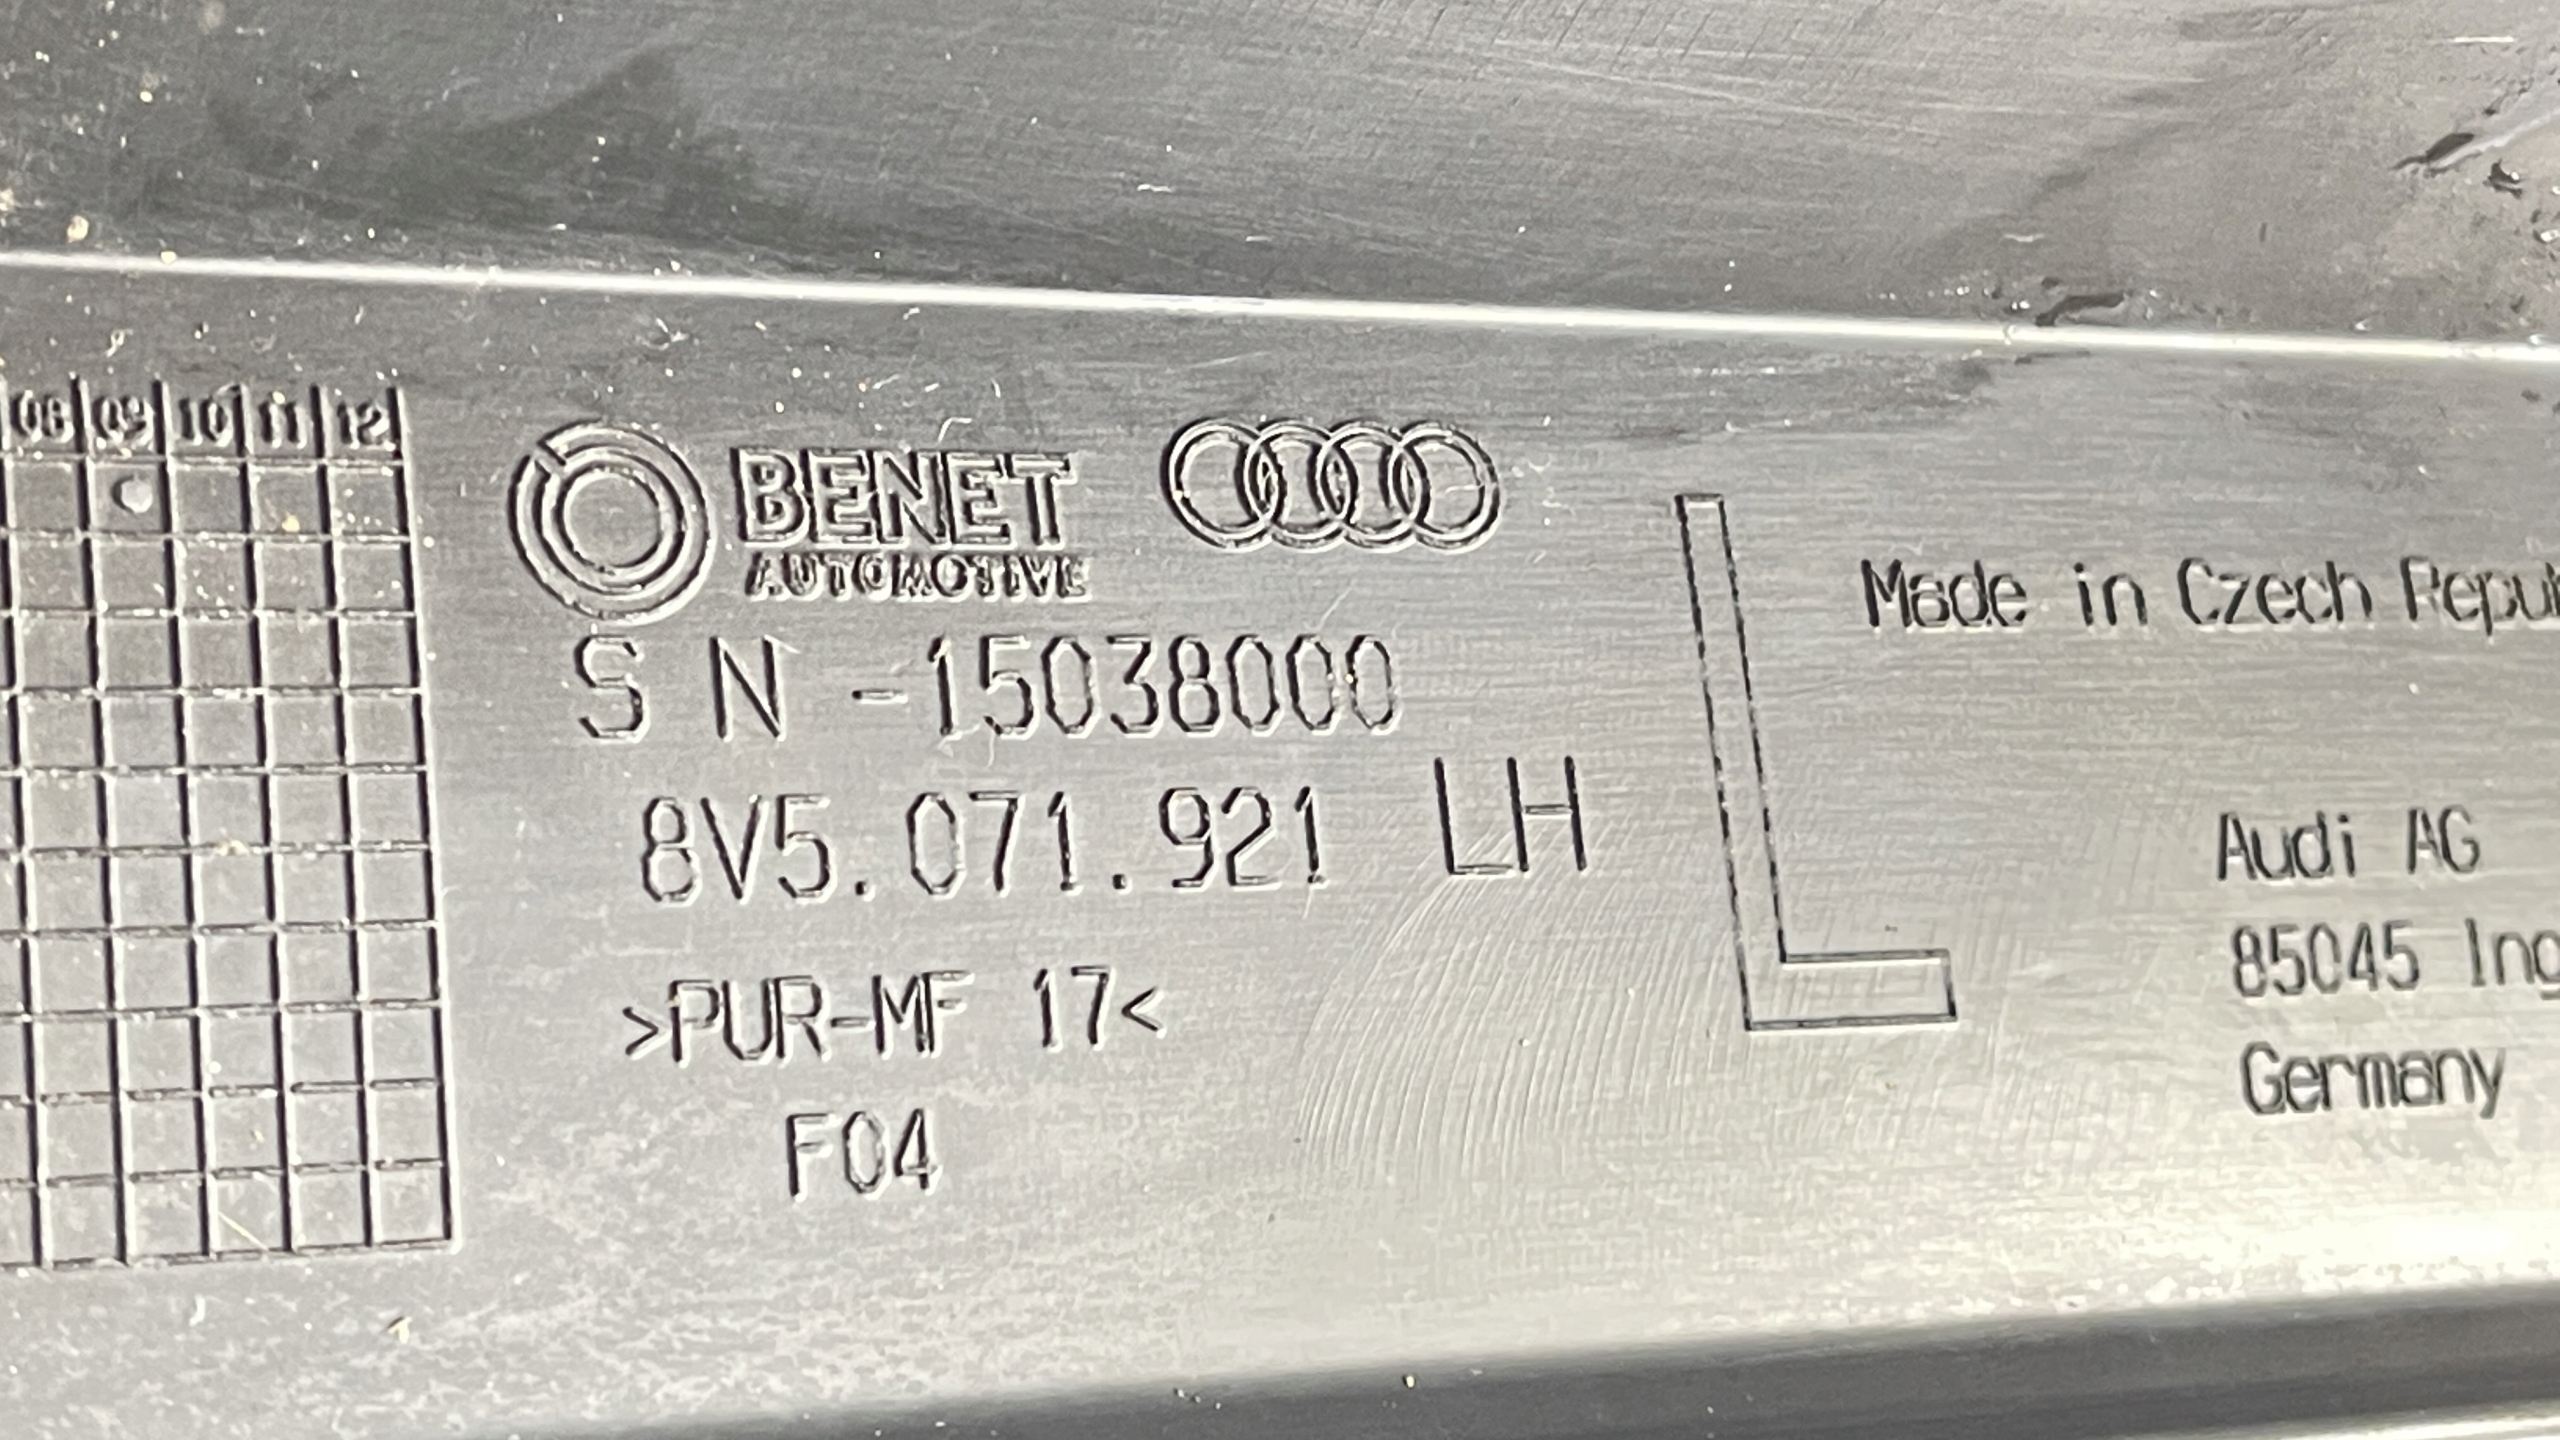 08 09 10 11 12
BENET
AUTOMOTIVE
S N -15038000
8V5.071.921 LH
>PUR-MF 17<
F04
L
Made in Czech Repu
Audi AG
85045 Ing
Germany